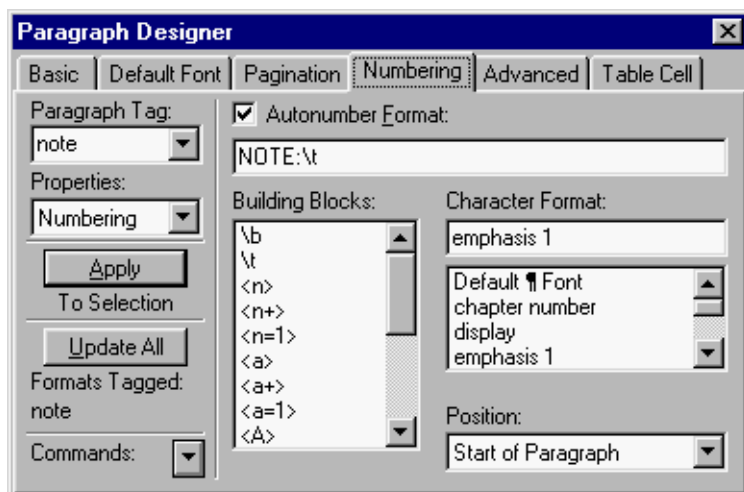 Paragraph Designer
Basic Default Font Pagination Numbering Advanced Table Cell
Paragraph Tag:
note
Properties:
Numbering
Apply
To Selection
Update All
Formats Tagged:
note
Commands:
Autonumber Format:
NOTE:\t
Building Blocks:
\b
\t
<n>
<n+>
<n=1>
<a>
<a+>
<a=1>
<A>
Character Format:
emphasis 1
Default ¶ Font
chapter number
display
emphasis 1
Position:
Start of Paragraph